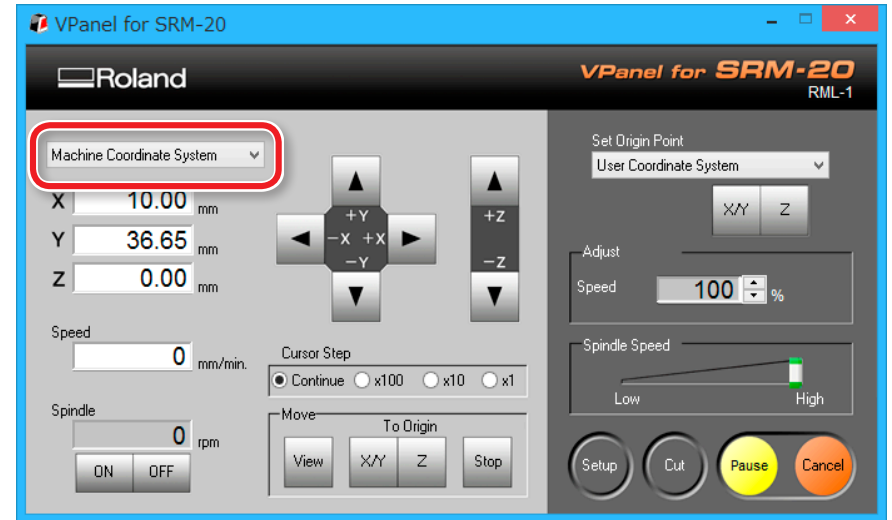 VPanel for SRM-20
Roland
VPanel for SRM-20
RML-1
Machine Coordinate System
X 10.00 mm
Y 36.65 mm
Z 0.00 mm
Speed
0 mm/min.
Spindle
0 rpm
ON OFF
+Y
-X +X
-Y
+Z
-Z
Cursor Step
Continue x100 x10 x1
Move
To Origin
View X/Y Z Stop
Set Origin Point
User Coordinate System
X/Y Z
Adjust
Speed 100 %
Spindle Speed
Low High
Setup Cut Pause Cancel